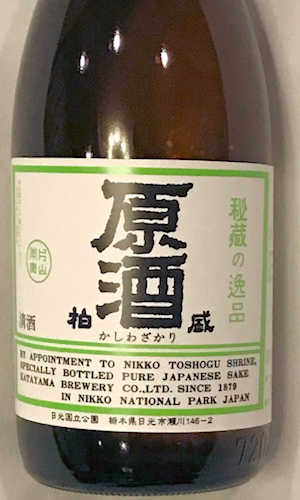 秘蔵の逸品
原酒
柏盛
かしわざかり
清酒
BY APPOINTMENT TO NIKKO TOSHOGU SHRINE,
SPECIALLY BOTTLED PURE JAPANESE SAKE
KATAYAMA BREWERY CO.LTD. SINCE 1879
IN NIKKO NATIONAL PARK JAPAN
日光国立公園 栃木県日光市瀬川146-2
720